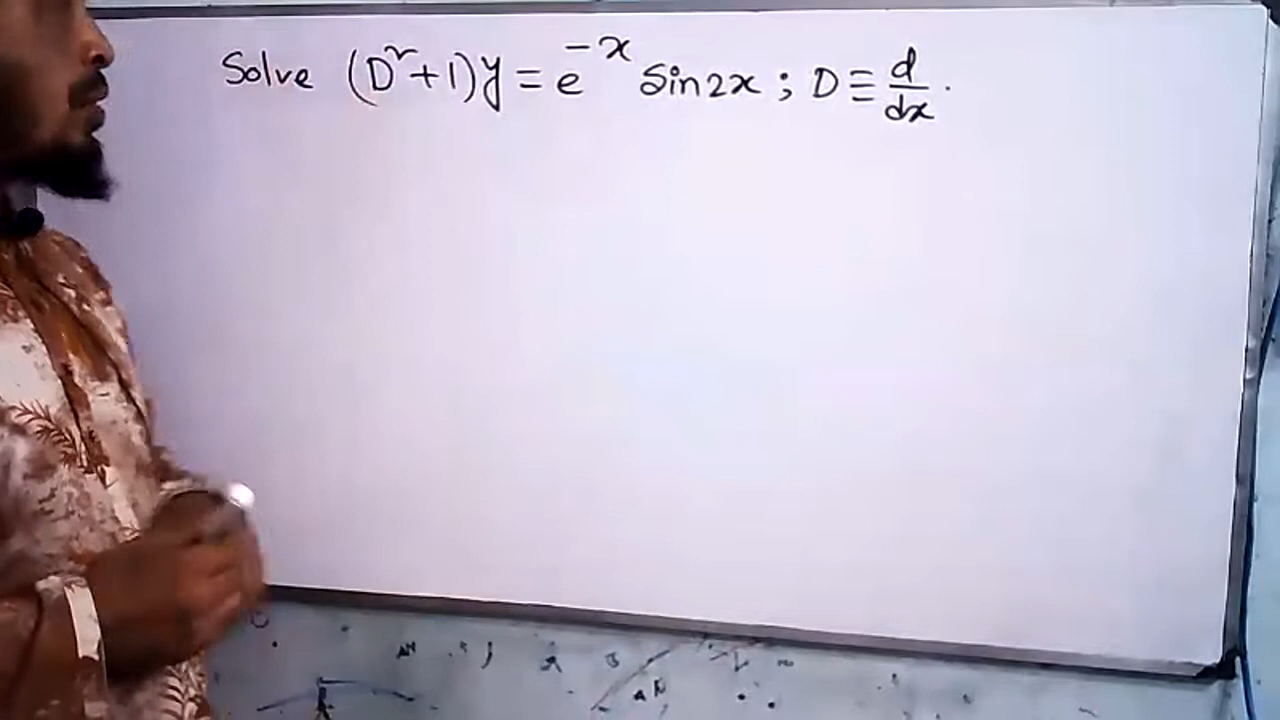 Solve (D²+1)y = e^{-x} Sin2x ; D ≡ d/dx .